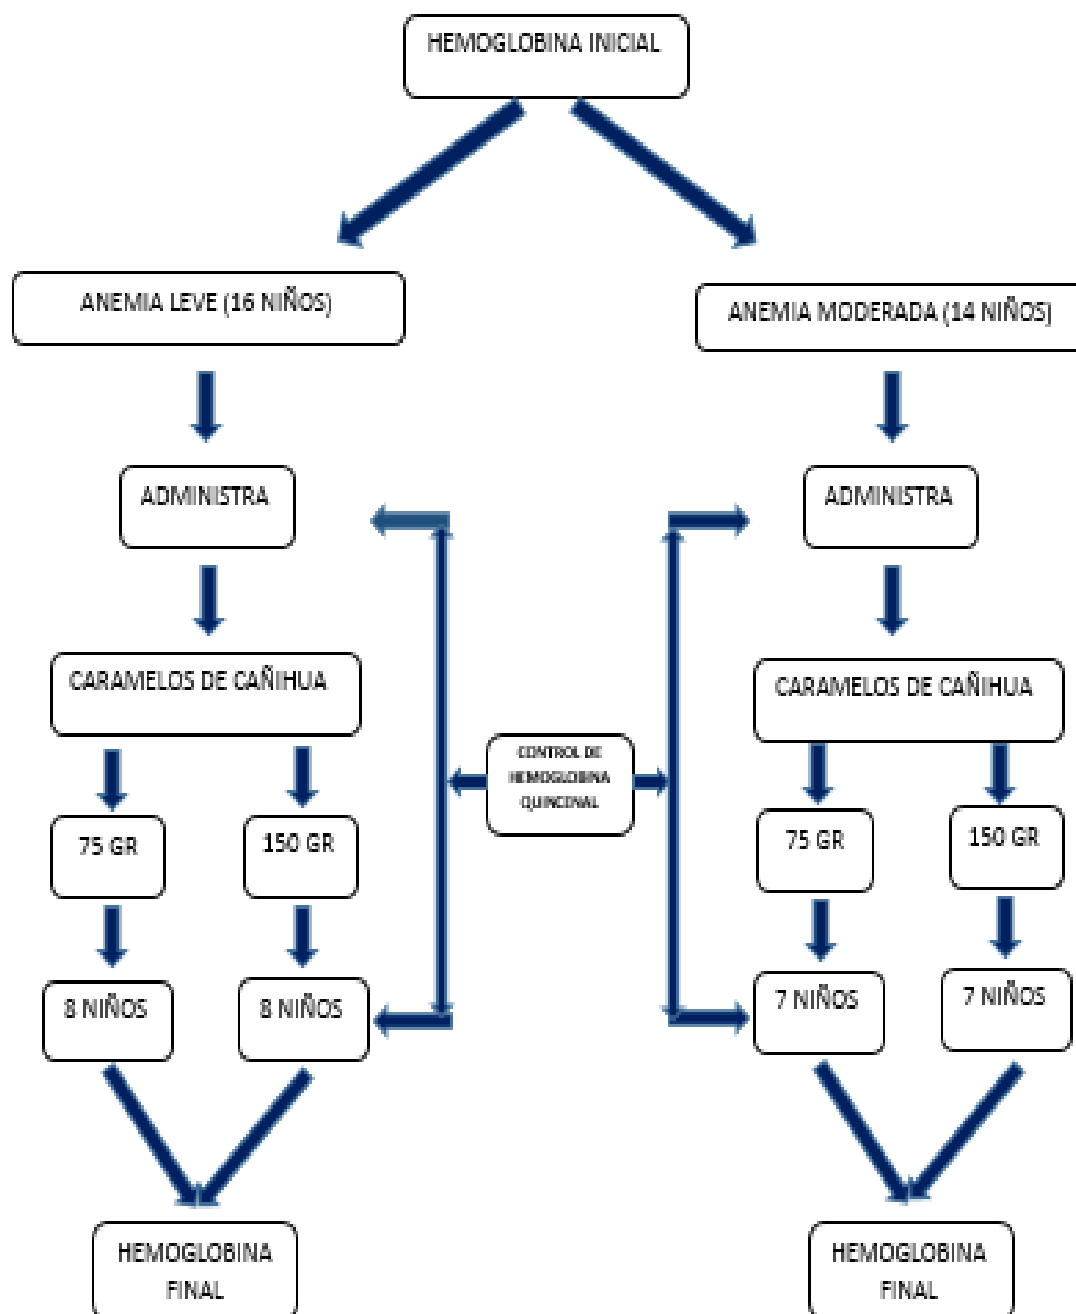 HEMOGLOBINA INICIAL
ANEMIA LEVE (16 NIÑOS)
ANEMIA MODERADA (14 NIÑOS)
ADMINISTRA
ADMINISTRA
CARAMELOS DE CAÑIHUA
CARAMELOS DE CAÑIHUA
CONTROL DE
HEMOGLOBINA
QUINCENAL
75 GR
150 GR
75 GR
150 GR
8 NIÑOS
8 NIÑOS
7 NIÑOS
7 NIÑOS
HEMOGLOBINA
FINAL
HEMOGLOBINA
FINAL